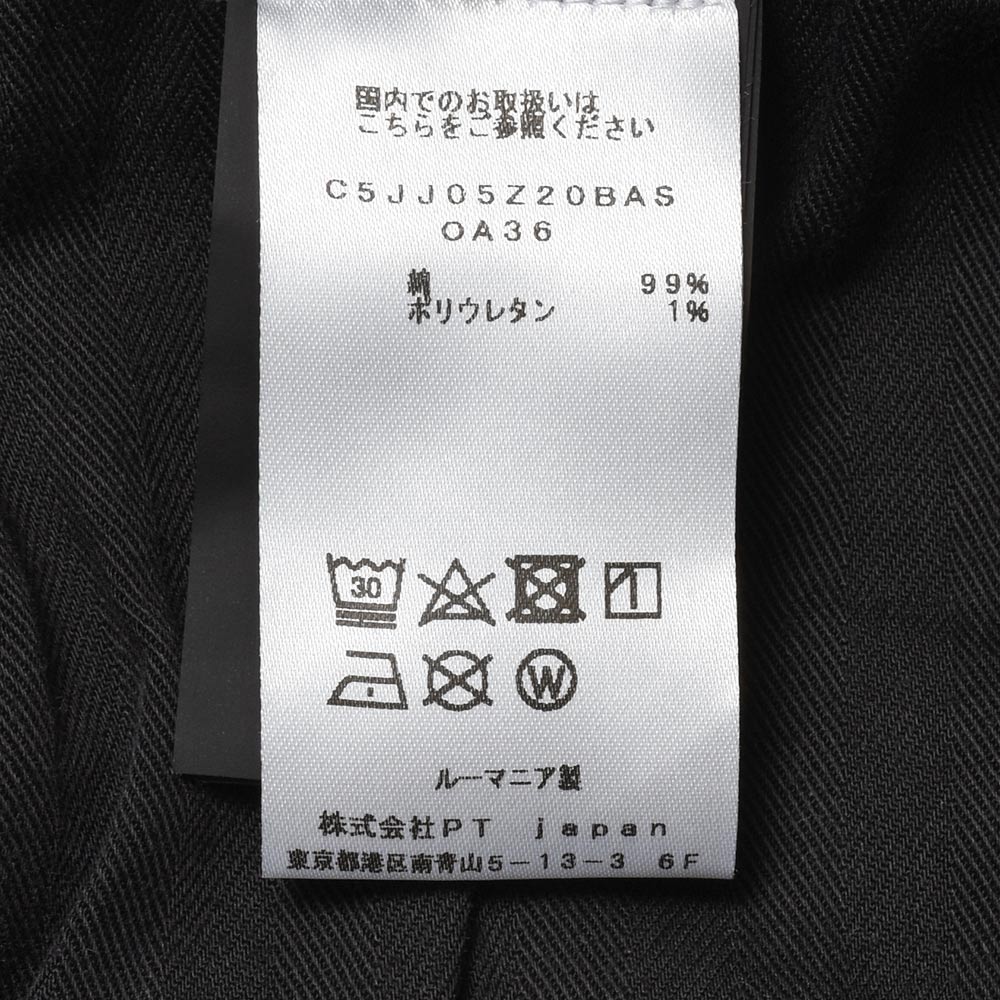 国内でのお取扱いは
こちらをご参照ください
C5JJ05Z20BAS
OA36
綿 99%
ポリウレタン 1%
30
W
ルーマニア製
株式会社PT japan
東京都港区南青山5-13-3 6F